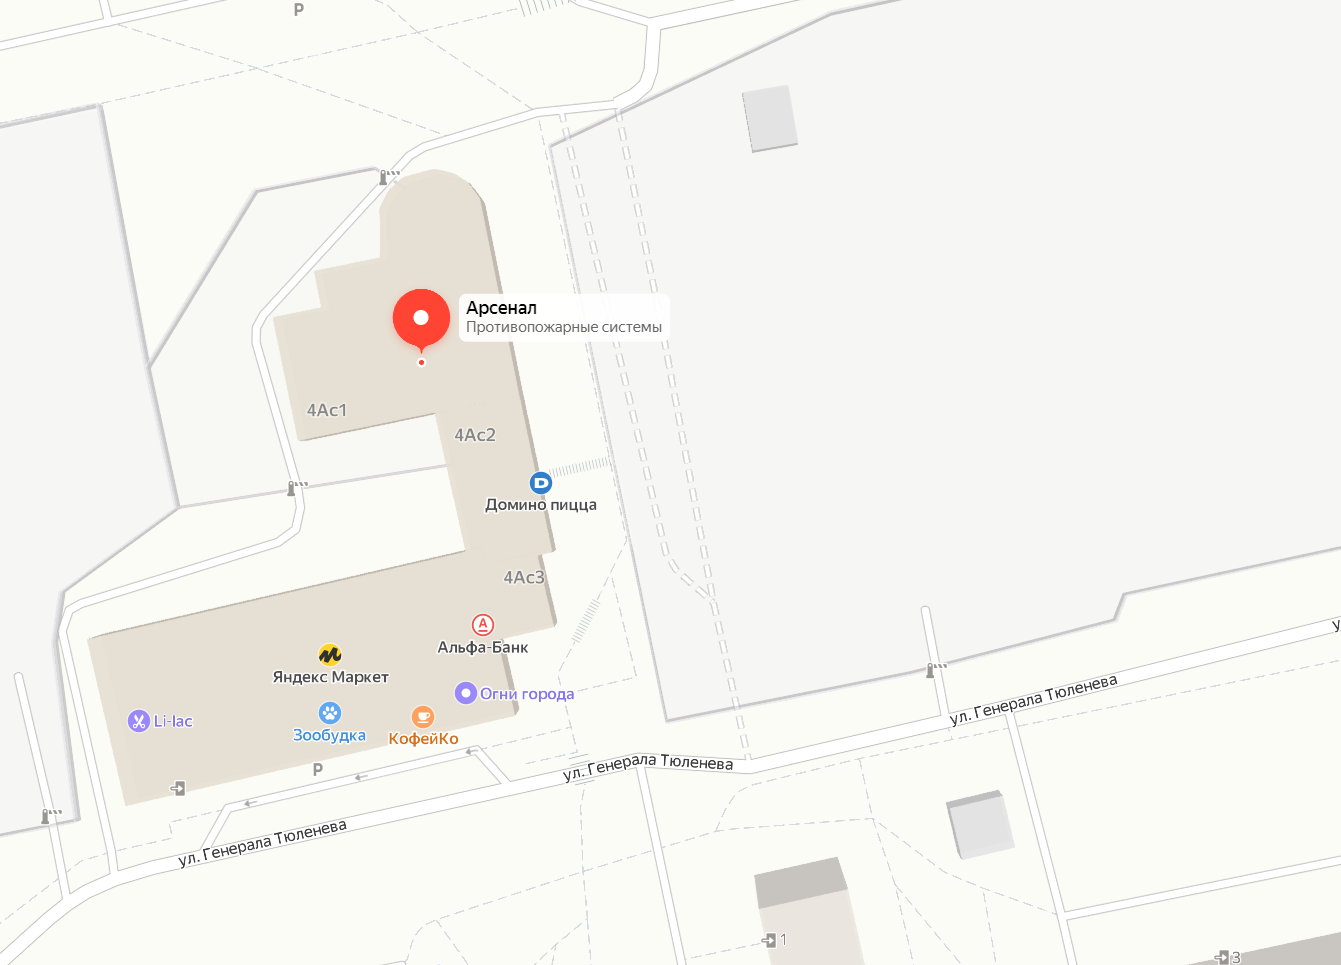 P
Арсенал
Противопожарные системы
4Ас1
4Ас2
Домино пицца
4Ас3
Альфа-Банк
Яндекс Маркет
Огни города
Li-lac
Зообудка
КофейКо
P
ул. Генерала Тюленева
ул. Генерала Тюленева
ул. Генерала Тюленева
у
1
3